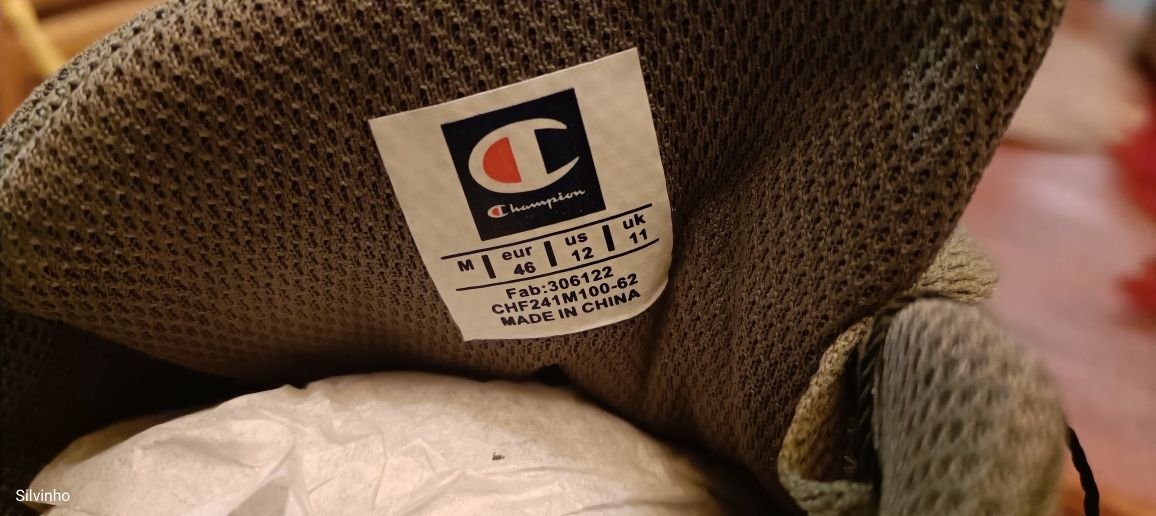 Champion
M | eur 46 | us 12 | uk 11
Fab:306122
CHF241M100-62
MADE IN CHINA
Silvinho